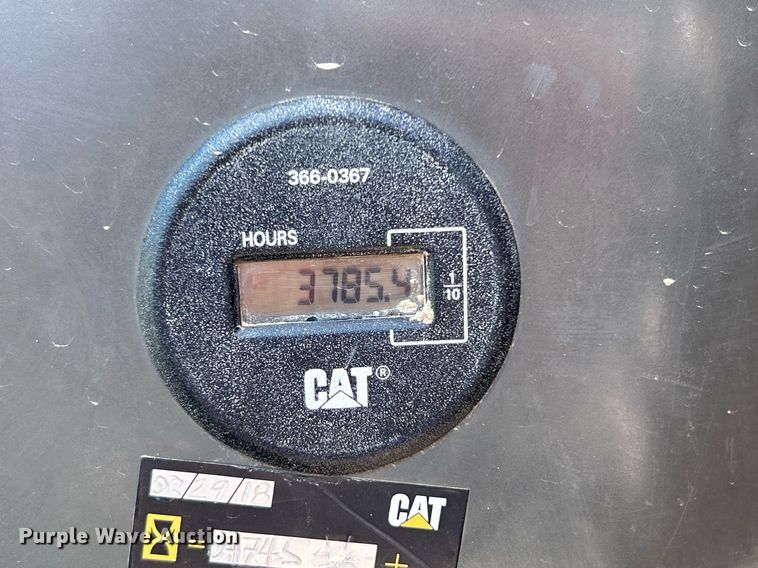 366-0367
HOURS
3785.4
1
10
CAT®
03/29/18
CAT
Purple Wave Auction